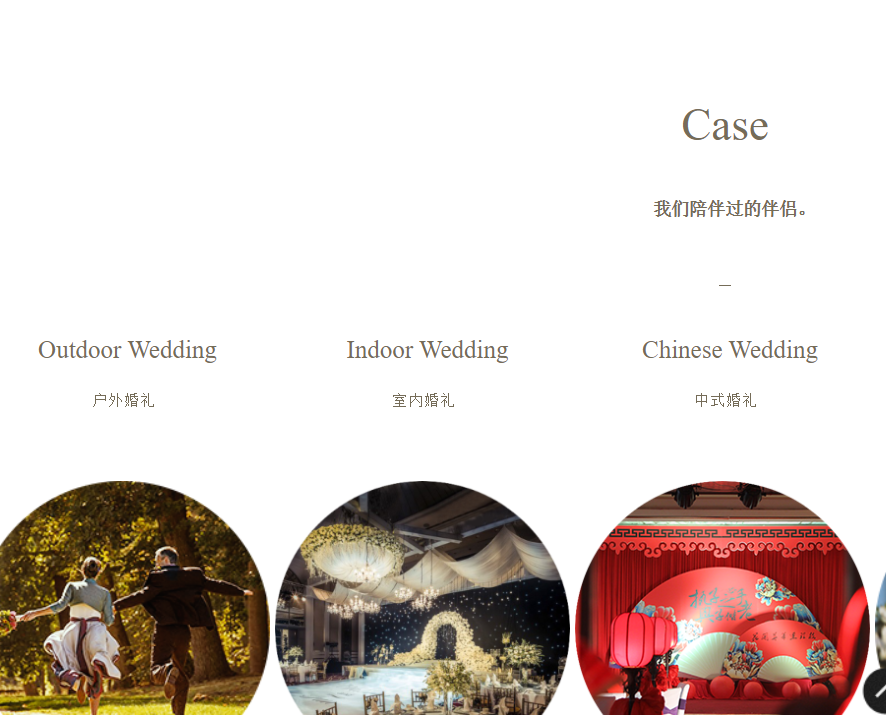 Case
我们陪伴过的伴侣。
—
Outdoor Wedding
Indoor Wedding
Chinese Wedding
户外婚礼
室内婚礼
中式婚礼